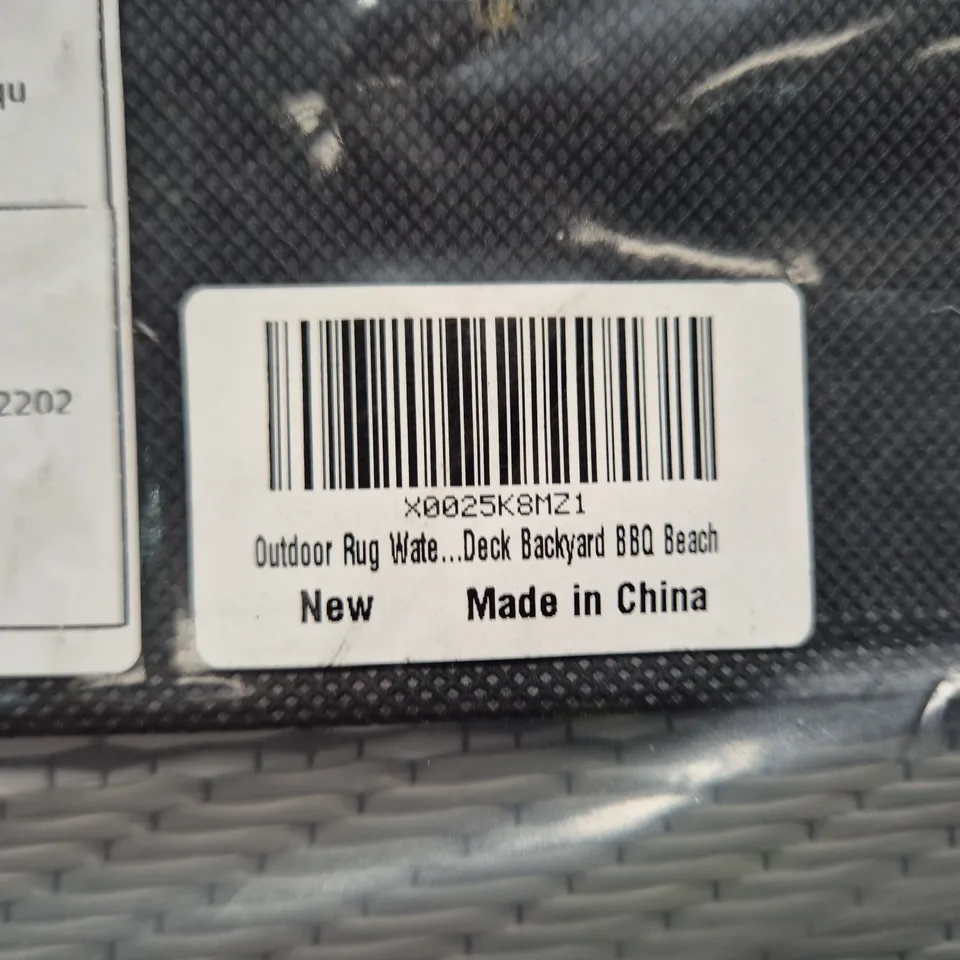 qu
2202
X0025K8MZ1
Outdoor Rug Wate...Deck Backyard BBQ Beach
New Made in China